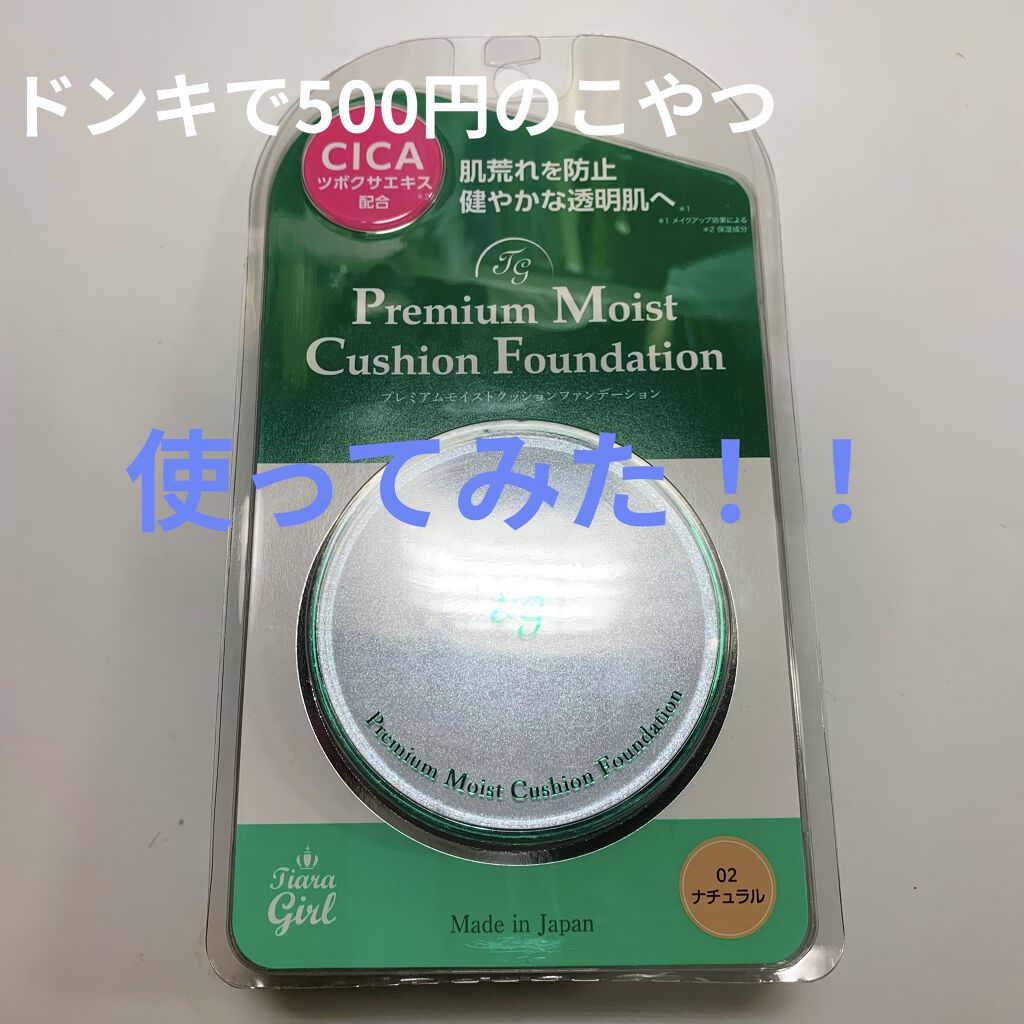 ドンキで500円のこやつ
CICA
ツボクサエキス
配合 *2
肌荒れを防止
健やかな透明肌へ *1
*1 メイクアップ効果による
*2 保湿成分
TG
Premium Moist
Cushion Foundation
プレミアムモイストクッションファンデーション
使ってみた！！
tg
Premium Moist Cushion Foundation
Tiara
Girl
Made in Japan
02
ナチュラル